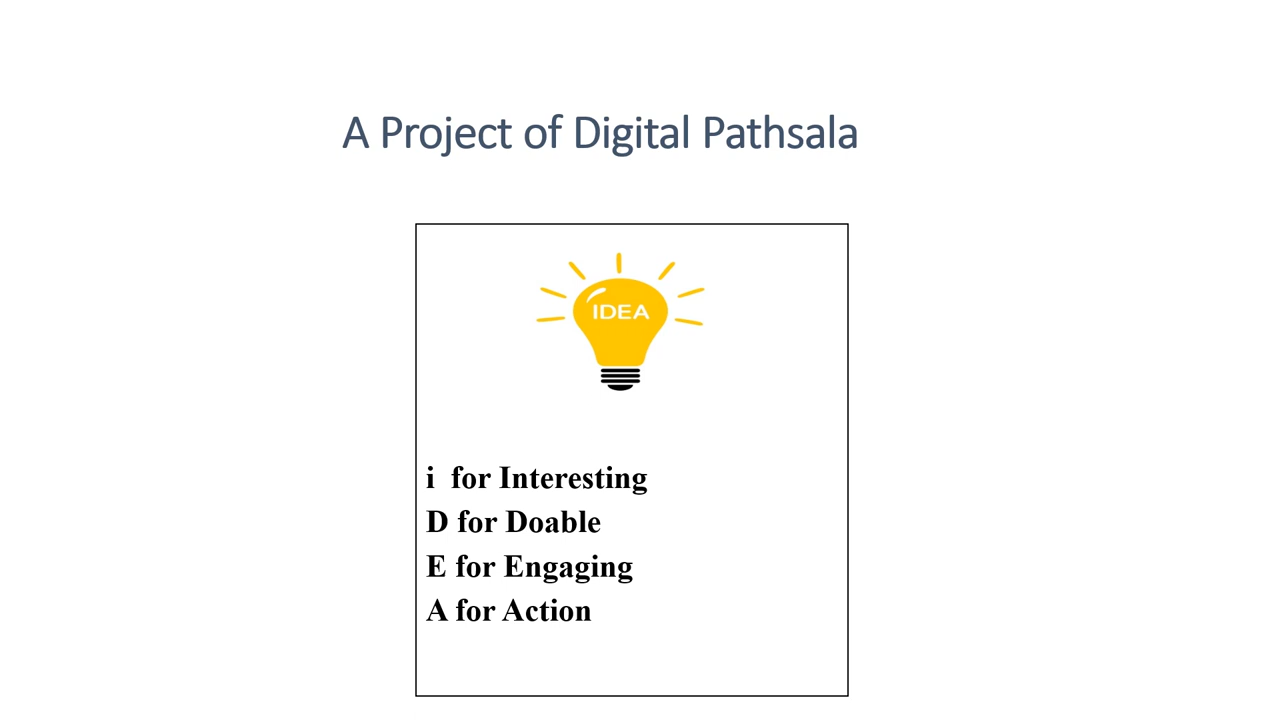 A Project of Digital Pathsala
IDEA
i  for Interesting
D for Doable
E for Engaging
A for Action